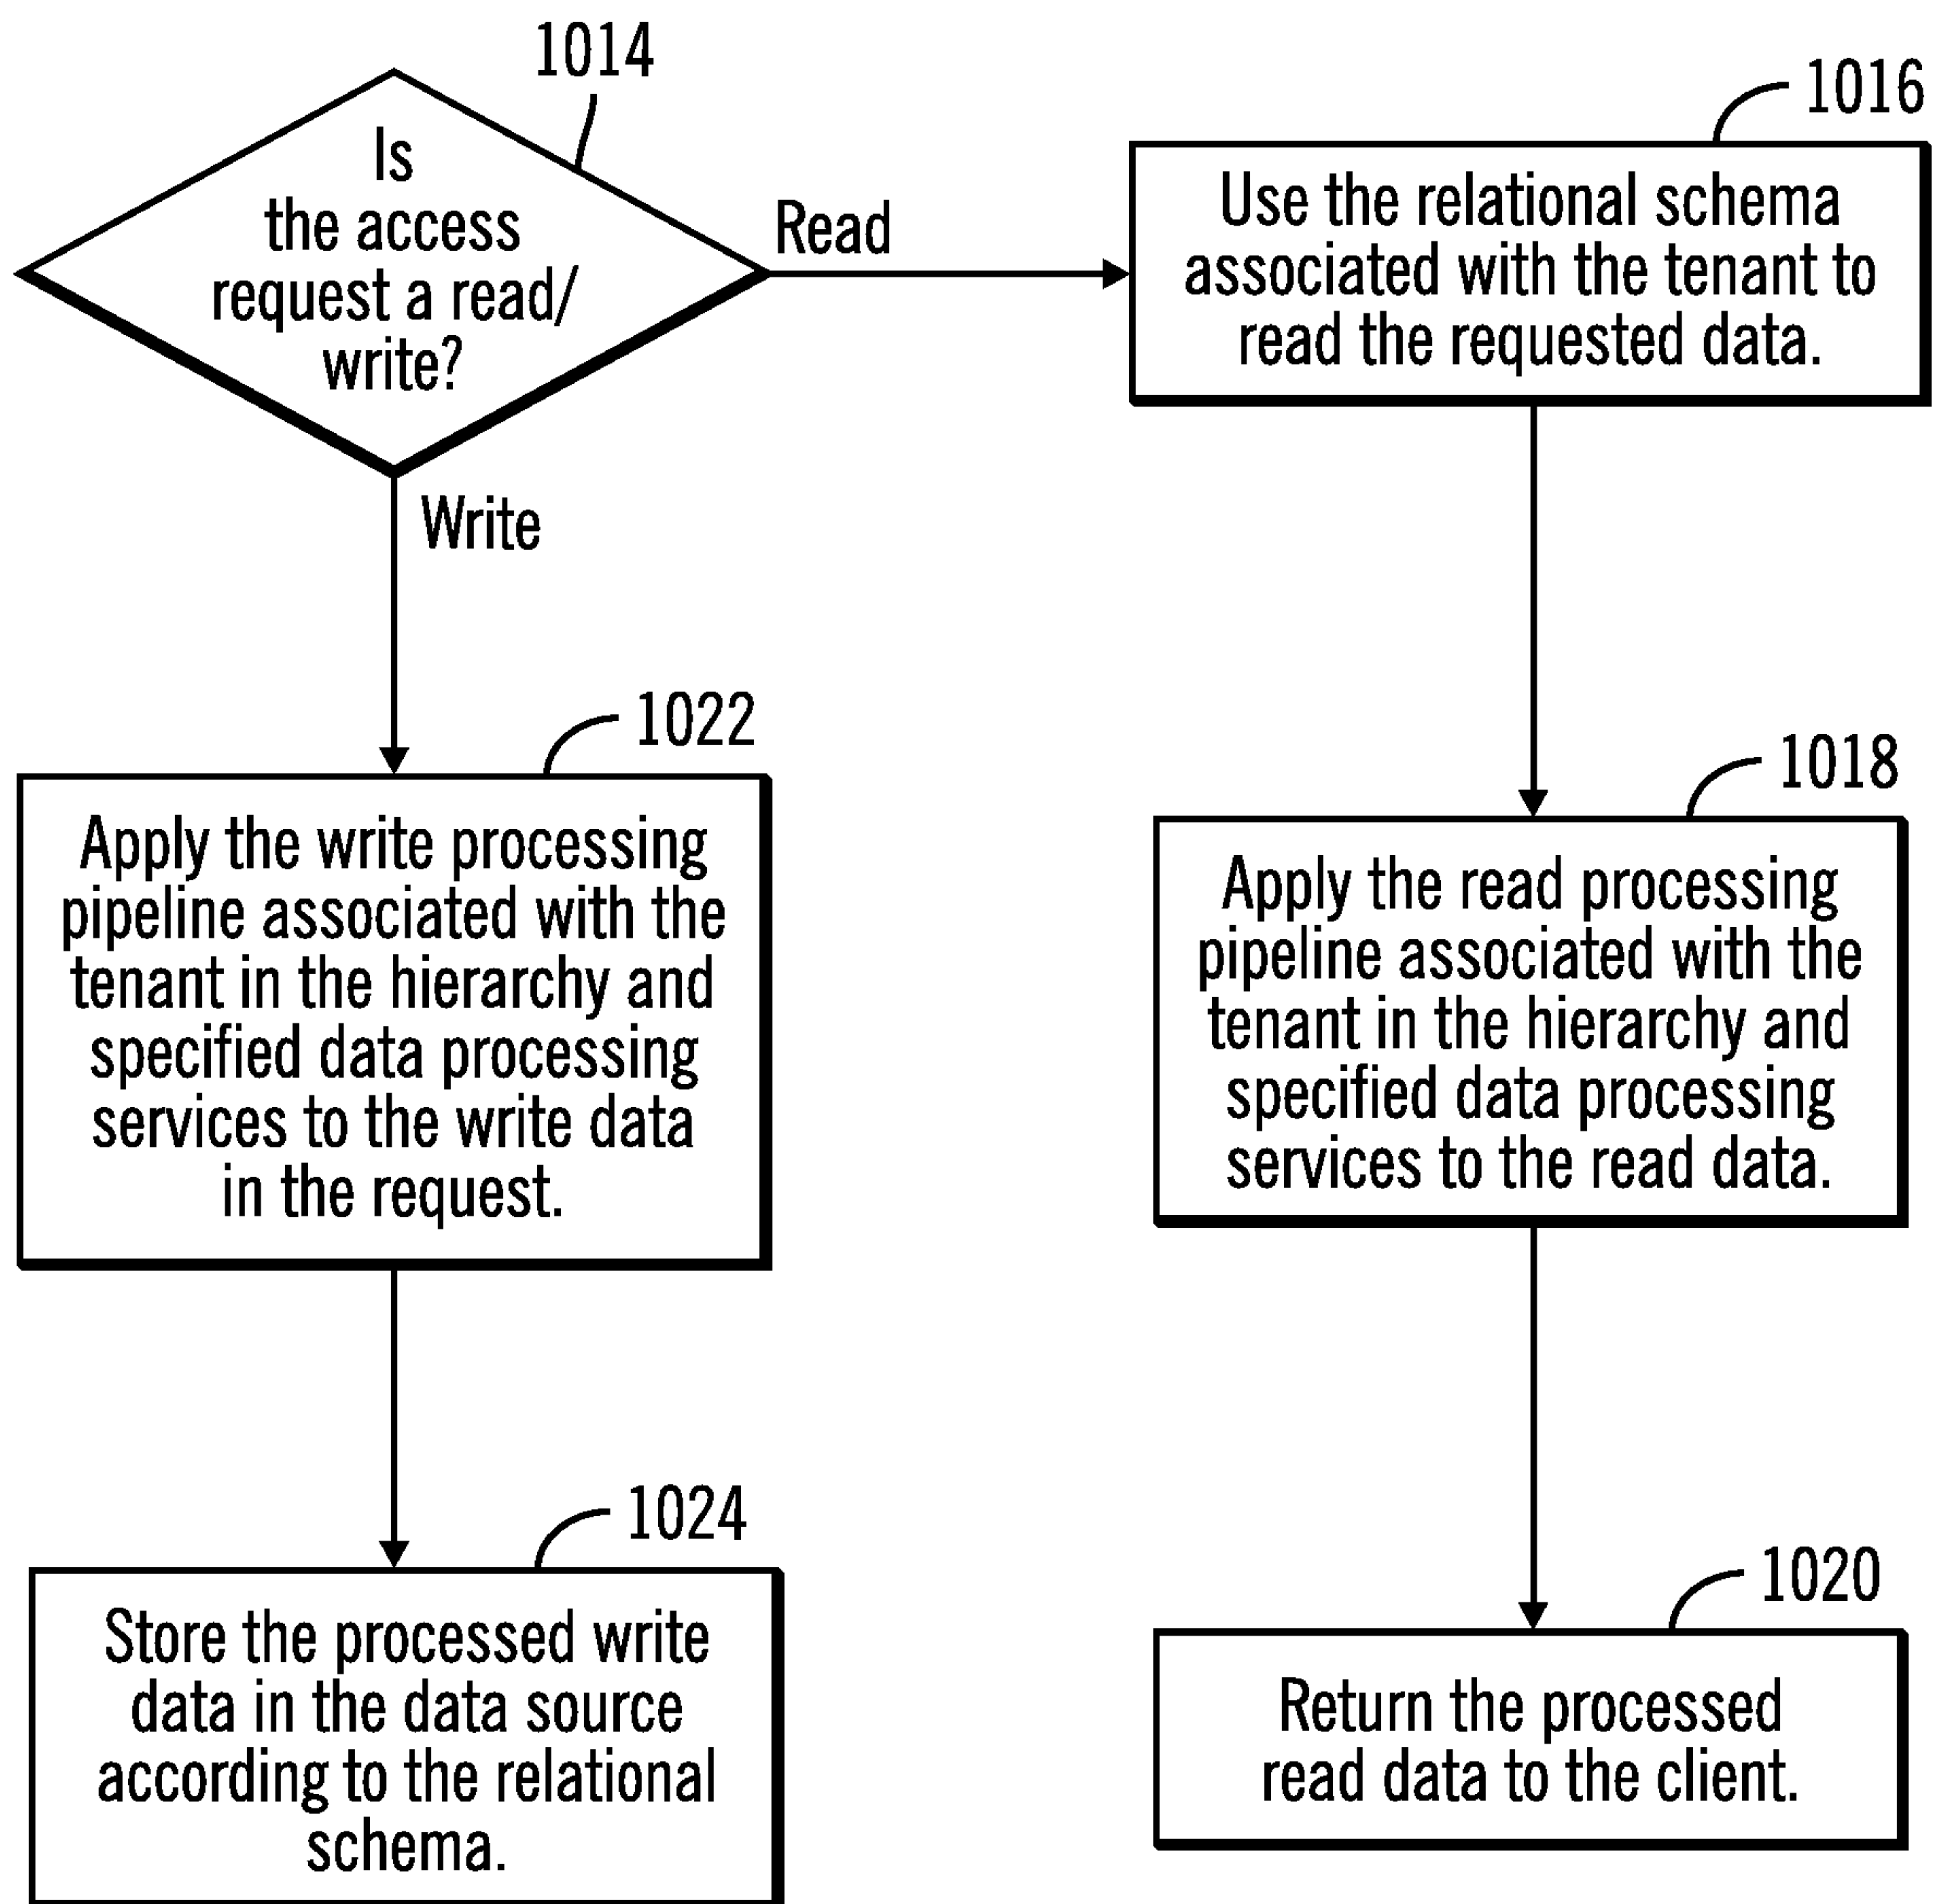 1014
Is
the access
request a read/
write?
Read
Write
1016
Use the relational schema
associated with the tenant to
read the requested data.
1022
Apply the write processing
pipeline associated with the
tenant in the hierarchy and
specified data processing
services to the write data
in the request.
1018
Apply the read processing
pipeline associated with the
tenant in the hierarchy and
specified data processing
services to the read data.
1024
Store the processed write
data in the data source
according to the relational
schema.
1020
Return the processed
read data to the client.